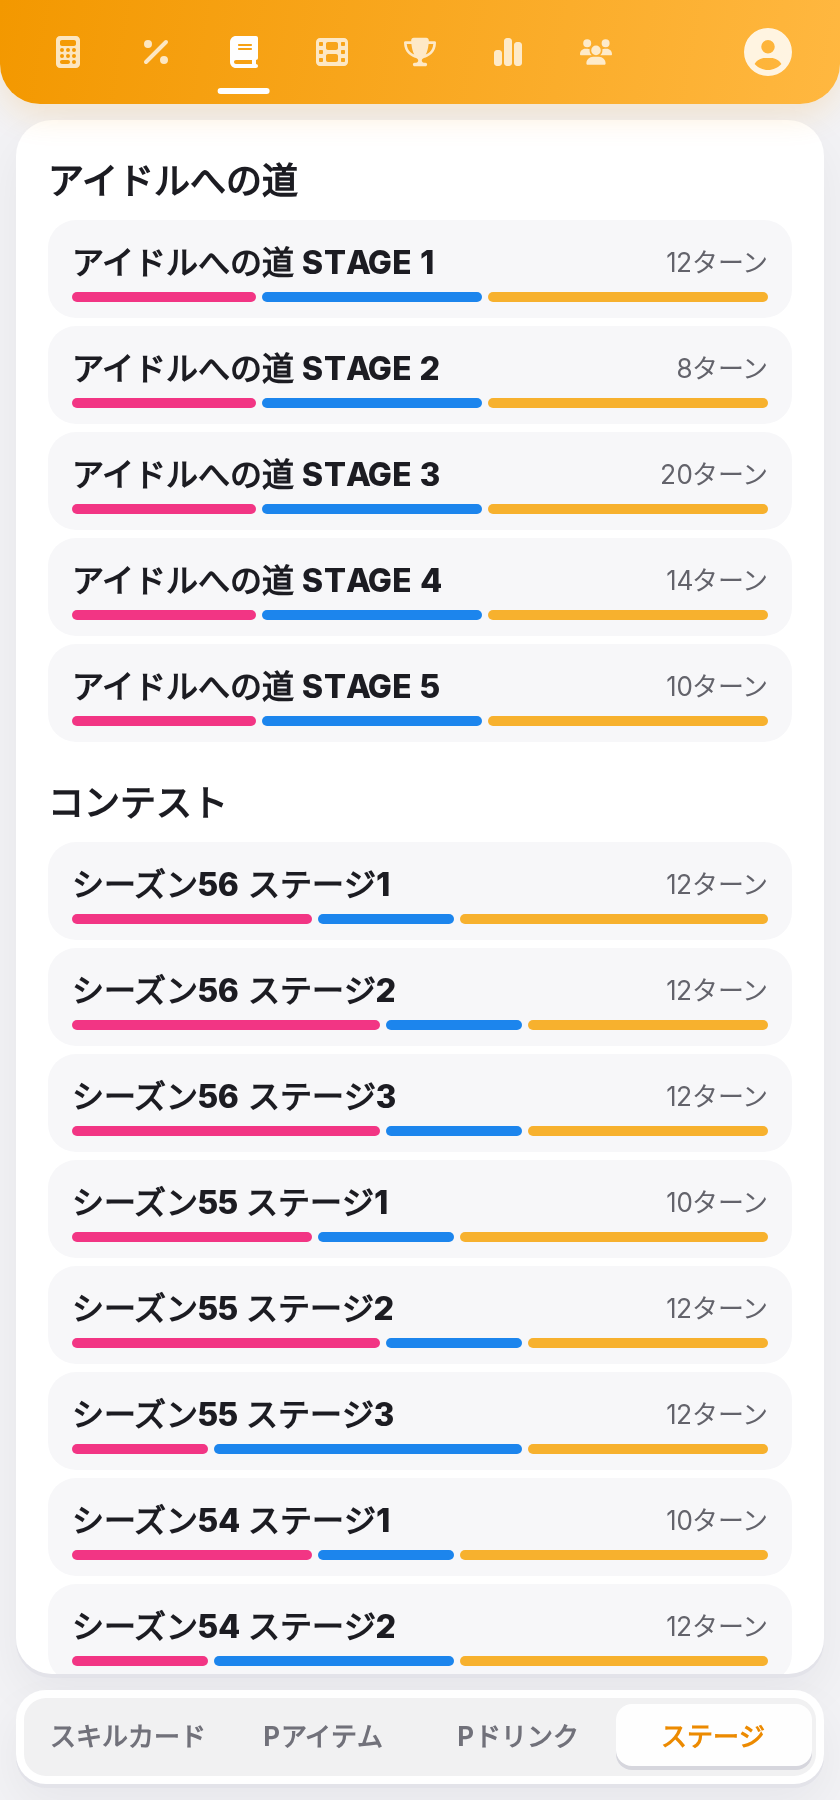 アイドルへの道
アイドルへの道 STAGE 1 12ターン
アイドルへの道 STAGE 2 8ターン
アイドルへの道 STAGE 3 20ターン
アイドルへの道 STAGE 4 14ターン
アイドルへの道 STAGE 5 10ターン
コンテスト
シーズン56 ステージ1 12ターン
シーズン56 ステージ2 12ターン
シーズン56 ステージ3 12ターン
シーズン55 ステージ1 10ターン
シーズン55 ステージ2 12ターン
シーズン55 ステージ3 12ターン
シーズン54 ステージ1 10ターン
シーズン54 ステージ2 12ターン
スキルカード Pアイテム Pドリンク ステージ